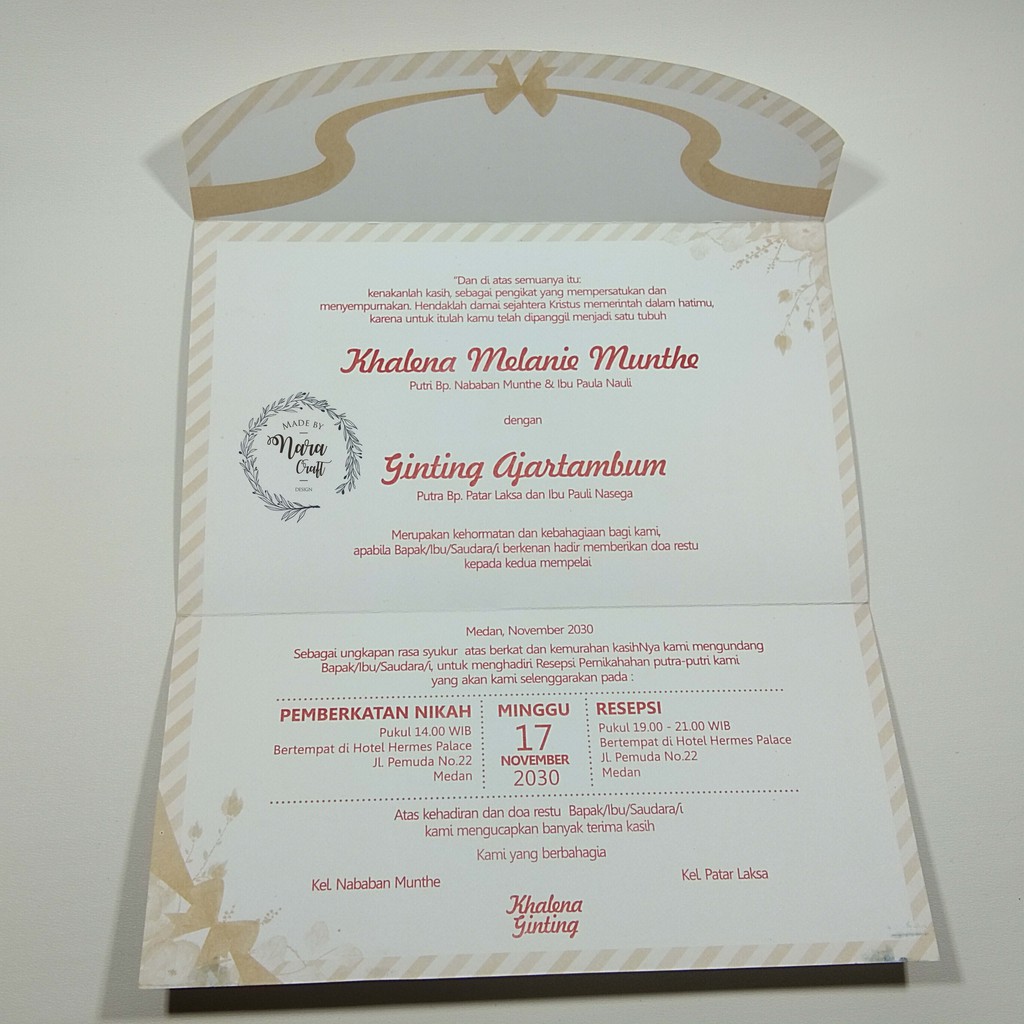 "Dan di atas semuanya itu:
kenakanlah kasih, sebagai pengikat yang mempersatukan dan
menyempurnakan. Hendaklah damai sejahtera Kristus memerintah dalam hatimu,
karena untuk itulah kamu telah dipanggil menjadi satu tubuh
Khalena Melanie Munthe
Putri Bp. Nababan Munthe & Ibu Paula Nauli
dengan
MADE BY
Nara
Craft
DESIGN
Ginting Ajartambum
Putra Bp. Patar Laksa dan Ibu Pauli Nasega
Merupakan kehormatan dan kebahagiaan bagi kami,
apabila Bapak/Ibu/Saudara/i berkenan hadir memberikan doa restu
kepada kedua mempelai
Medan, November 2030
Sebagai ungkapan rasa syukur atas berkat dan kemurahan kasihNya kami mengundang
Bapak/Ibu/Saudara/i, untuk menghadiri Resepsi Pernikahahan putra-putri kami
yang akan kami selenggarakan pada :
PEMBERKATAN NIKAH
Pukul 14.00 WIB
Bertempat di Hotel Hermes Palace
Jl. Pemuda No.22
Medan
MINGGU
17
NOVEMBER
2030
RESEPSI
Pukul 19.00 - 21.00 WIB
Bertempat di Hotel Hermes Palace
Jl. Pemuda No.22
Medan
Atas kehadiran dan doa restu Bapak/Ibu/Saudara/i
kami mengucapkan banyak terima kasih
Kami yang berbahagia
Kel. Nababan Munthe
Kel. Patar Laksa
Khalena
Ginting